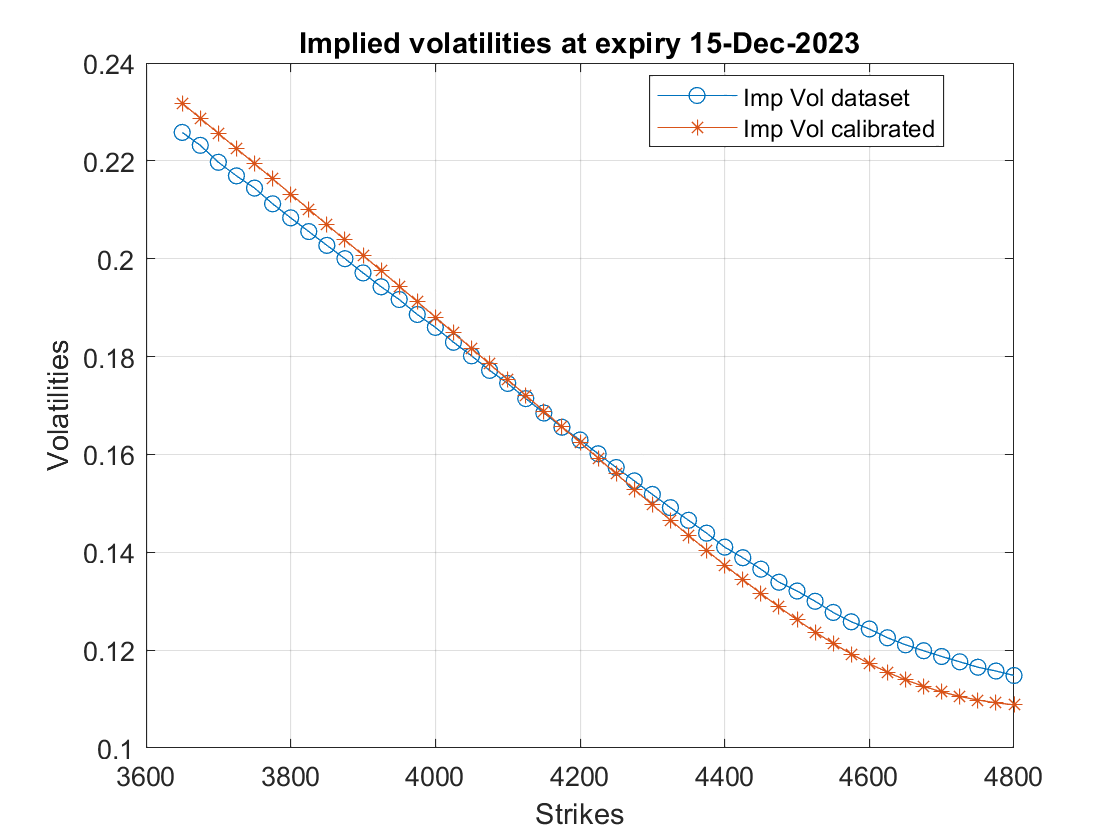 Implied volatilities at expiry 15-Dec-2023
0.24
Imp Vol dataset
Imp Vol calibrated
0.22
0.2
0.18
Volatilities
0.16
0.14
0.12
0.1
3600 3800 4000 4200 4400 4600 4800
Strikes